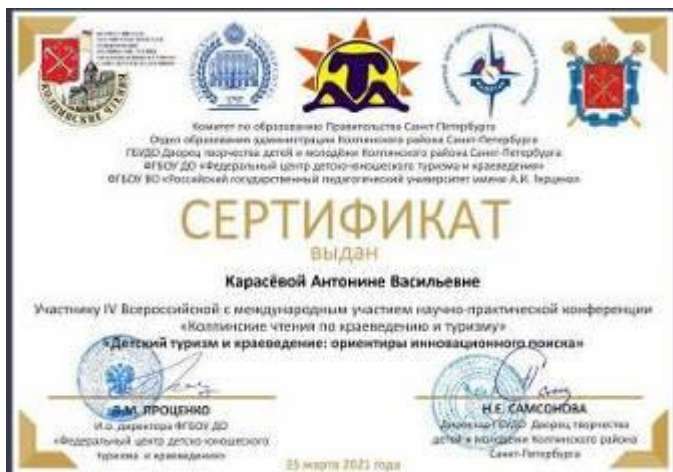 КОЛПИНСКИЕ ЧТЕНИЯ
Комитет по образованию Правительства Санкт-Петербурга
Отдел образования администрации Колпинского района Санкт-Петербурга
ГБУДО Дворец творчества детей и молодёжи Колпинского района Санкт-Петербурга
ФГБОУ ДО «Федеральный центр детско-юношеского туризма и краеведения»
ФГБОУ ВО «Российский государственный педагогический университет имени А.И. Герцена»
СЕРТИФИКАТ
выдан
Карасёвой Антонине Васильевне
Участнику IV Всероссийской с международным участием научно-практической конференции
«Колпинские чтения по краеведению и туризму»
«Детский туризм и краеведение: ориентиры инновационного поиска»
ПРОЦЕНКО
И.о. директора ФГБОУ ДО
«Федеральный центр детско-юношеского
туризма и краеведения»
Н.Е. САМСОНОВА
Директор ГБУДО Дворец творчества
детей и молодёжи Колпинского района
Санкт-Петербурга
25 марта 2021 года